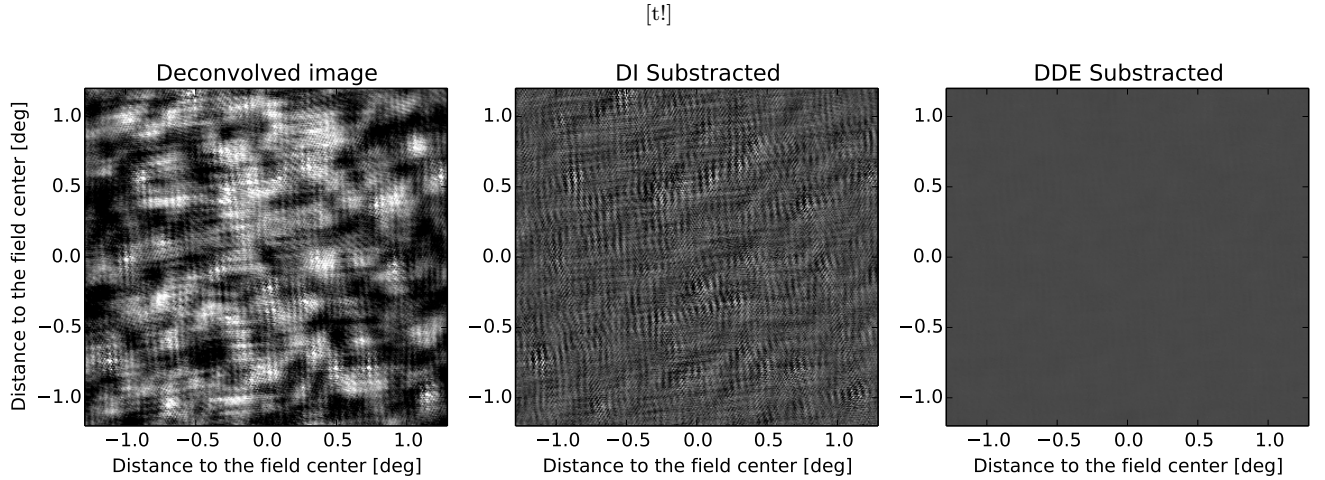 [t!]
Deconvolved image
DI Substracted
DDE Substracted
Distance to the field center [deg]
1.0
0.5
0.0
−0.5
−1.0
1.0
0.5
0.0
−0.5
−1.0
1.0
0.5
0.0
−0.5
−1.0
−1.0 −0.5 0.0 0.5 1.0
−1.0 −0.5 0.0 0.5 1.0
−1.0 −0.5 0.0 0.5 1.0
Distance to the field center [deg]
Distance to the field center [deg]
Distance to the field center [deg]